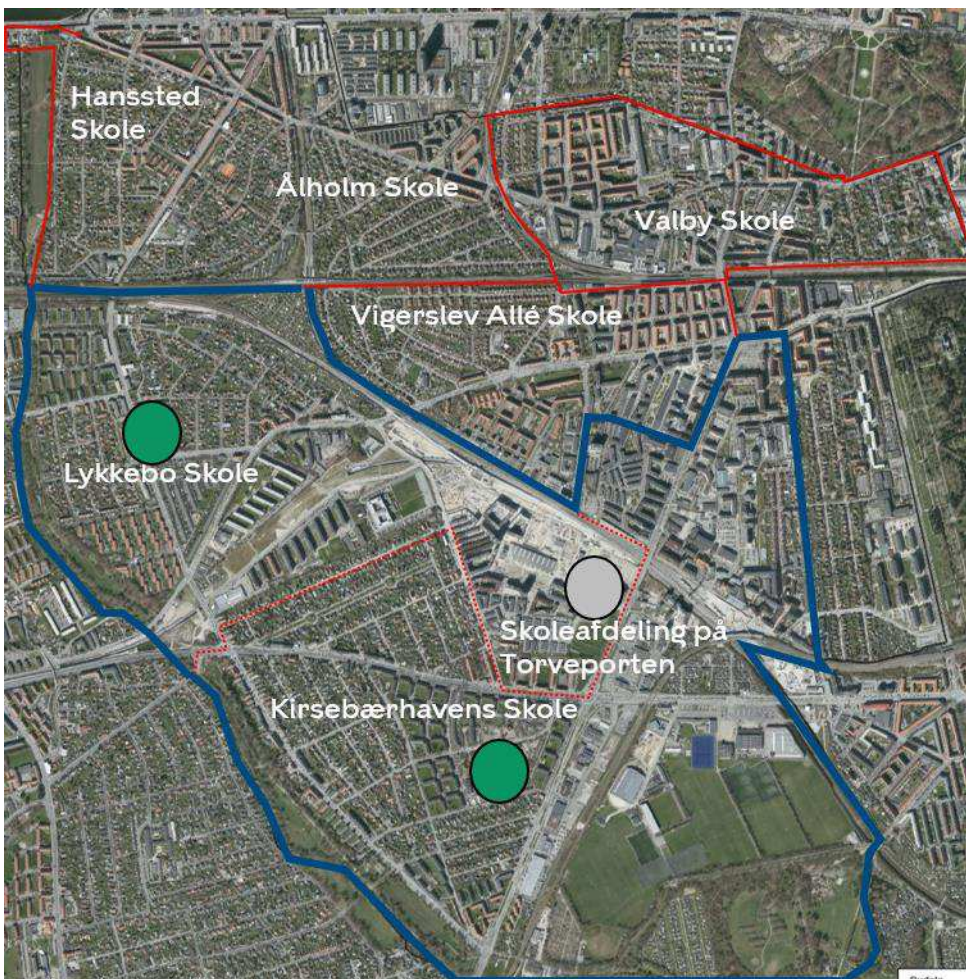 Hanssted
Skole
Ålholm Skole
Valby Skole
Vigerslev Allé Skole
Lykkebo Skole
Skoleafdeling på
Torveporten
Kirsebærhavens Skole